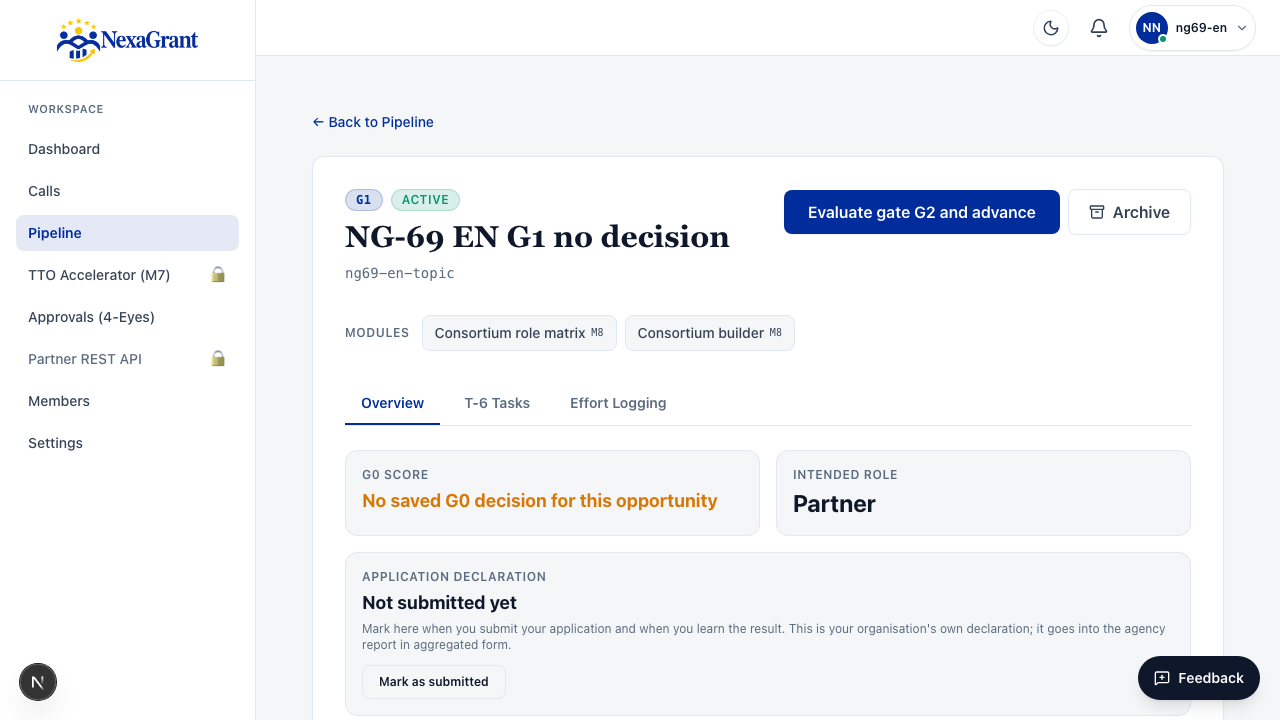 NexaGrant
NN
ng69-en
WORKSPACE
Dashboard
Calls
Pipeline
TTO Accelerator (M7)
Approvals (4-Eyes)
Partner REST API
Members
Settings
N
← Back to Pipeline
G1
ACTIVE
NG-69 EN G1 no decision
ng69-en-topic
Evaluate gate G2 and advance
Archive
MODULES
Consortium role matrix M8
Consortium builder M8
Overview
T-6 Tasks
Effort Logging
G0 SCORE
No saved G0 decision for this opportunity
INTENDED ROLE
Partner
APPLICATION DECLARATION
Not submitted yet
Mark here when you submit your application and when you learn the result. This is your organisation's own declaration; it goes into the agency
report in aggregated form.
Mark as submitted
Feedback